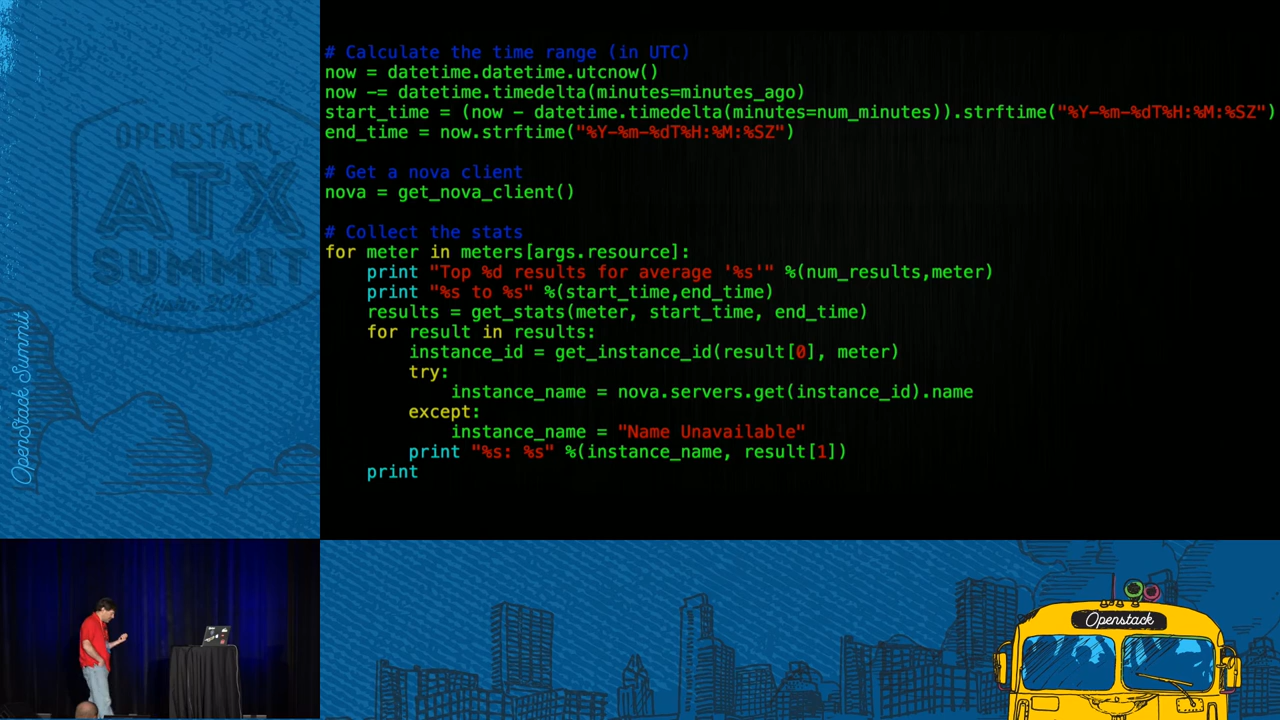 # Calculate the time range (in UTC)
now = datetime.datetime.utcnow()
now -= datetime.timedelta(minutes=minutes_ago)
start_time = (now - datetime.timedelta(minutes=num_minutes)).strftime("%Y-%m-%dT%H:%M:%SZ")
end_time = now.strftime("%Y-%m-%dT%H:%M:%SZ")
# Get a nova client
nova = get_nova_client()
# Collect the stats
for meter in meters[args.resource]:
    print "Top %d results for average '%s'" %(num_results,meter)
    print "%s to %s" %(start_time,end_time)
    results = get_stats(meter, start_time, end_time)
    for result in results:
        instance_id = get_instance_id(result[0], meter)
        try:
            instance_name = nova.servers.get(instance_id).name
        except:
            instance_name = "Name Unavailable"
        print "%s: %s" %(instance_name, result[1])
    print
OPENSTACK
ATX
SUMMIT
OpenStack Summit
Openstack